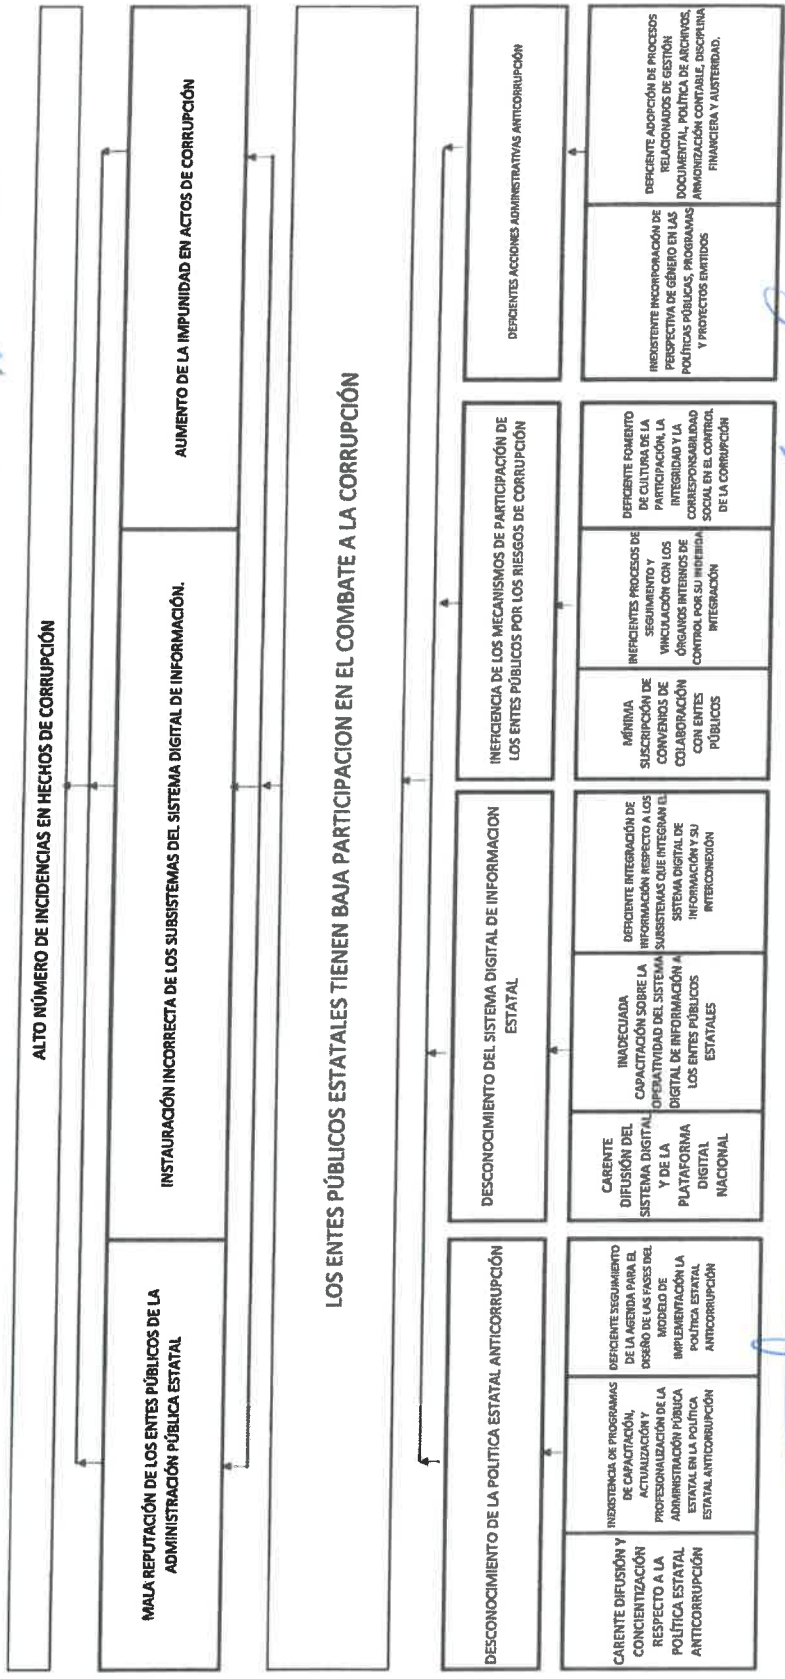 ALTO NÚMERO DE INCIDENCIAS EN HECHOS DE CORRUPCIÓN
MALA REPUTACIÓN DE LOS ENTES PÚBLICOS DE LA
ADMINISTRACIÓN PÚBLICA ESTATAL
INSTAURACIÓN INCORRECTA DE LOS SUBSISTEMAS DEL SISTEMA DIGITAL DE INFORMACIÓN.
AUMENTO DE LA IMPUNIDAD EN ACTOS DE CORRUPCIÓN
LOS ENTES PÚBLICOS ESTATALES TIENEN BAJA PARTICIPACION EN EL COMBATE A LA CORRUPCIÓN
DESCONOCIMIENTO DE LA POLITICA ESTATAL ANTICORRUPCIÓN
DESCONOCIMIENTO DEL SISTEMA DIGITAL DE INFORMACION
ESTATAL
INEFICIENCIA DE LOS MECANISMOS DE PARTICIPACIÓN DE
LOS ENTES PÚBLICOS POR LOS RIESGOS DE CORRUPCIÓN
DEFICIENTES ACCIONES ADMINISTRATIVAS ANTICORRUPCIÓN
CARENTE DIFUSIÓN Y
CONCIENTIZACIÓN
RESPECTO A LA
POLÍTICA ESTATAL
ANTICORRUPCIÓN
INEXISTENCIA DE PROGRAMAS
DE CAPACITACIÓN,
ACTUALIZACIÓN Y
PROFESIONALIZACIÓN DE LA
ADMINISTRACIÓN PÚBLICA
ESTATAL EN LA POLÍTICA
ESTATAL ANTICORRUPCIÓN
DEFICIENTE SEGUIMIENTO
DE LA AGENDA PARA EL
DISEÑO DE LAS FASES DEL
MODELO DE
IMPLEMENTACIÓN LA
POLÍTICA ESTATAL
ANTICORRUPCIÓN
CARENTE
DIFUSIÓN DEL
SISTEMA DIGITAL
Y DE LA
PLATAFORMA
DIGITAL
NACIONAL
INADECUADA
CAPACITACIÓN SOBRE LA
OPERATIVIDAD DEL SISTEMA
DIGITAL DE INFORMACIÓN A
LOS ENTES PÚBLICOS
ESTATALES
DEFICIENTE INTEGRACIÓN DE
INFORMACIÓN RESPECTO A LOS
SUBSISTEMAS QUE INTEGRAN EL
SISTEMA DIGITAL DE
INFORMACIÓN Y SU
INTERCONEXIÓN
MÍNIMA
SUSCRIPCIÓN DE
CONVENIOS DE
COLABORACIÓN
CON ENTES
PÚBLICOS
INEFICIENTES PROCESOS DE
SEGUIMIENTO Y
VINCULACIÓN CON LOS
ÓRGANOS INTERNOS DE
CONTROL POR SU INDEBIDA
INTEGRACIÓN
DEFICIENTE FOMENTO
DE CULTURA DE LA
PARTICIPACIÓN, LA
INTEGRIDAD Y LA
CORRESPONSABILIDAD
SOCIAL EN EL CONTROL
DE LA CORRUPCIÓN
INEXISTENTE INCORPORACIÓN DE
PERSPECTIVA DE GÉNERO EN LAS
POLÍTICAS PÚBLICAS, PROGRAMAS
Y PROYECTOS EMITIDOS
DEFICIENTE ADOPCIÓN DE PROCESOS
RELACIONADOS DE GESTIÓN
DOCUMENTAL, POLÍTICA DE ARCHIVOS,
ARMONIZACIÓN CONTABLE, DISCIPLINA
FINANCIERA Y AUSTERIDAD.